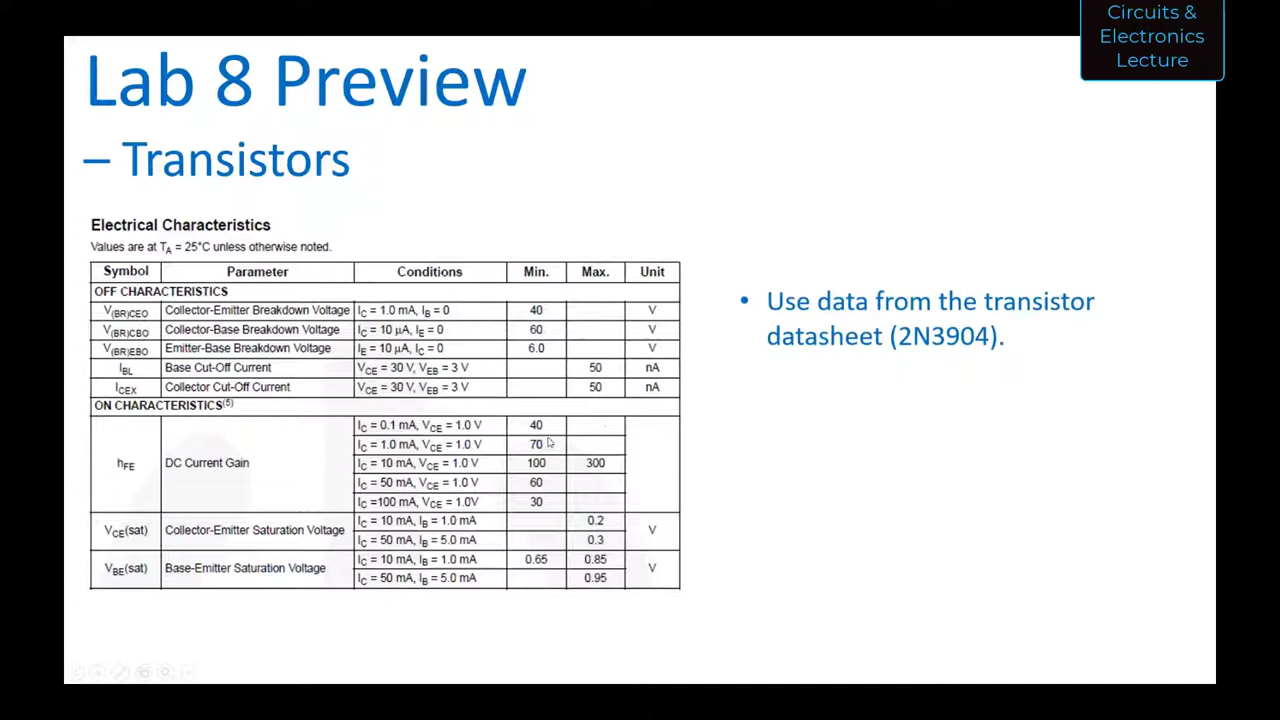 Circuits &
Electronics
Lecture
Lab 8 Preview
– Transistors
Electrical Characteristics
Values are at TA = 25°C unless otherwise noted.
Symbol Parameter Conditions Min. Max. Unit
OFF CHARACTERISTICS
V(BR)CEO Collector-Emitter Breakdown Voltage IC = 1.0 mA, IB = 0 40 V
V(BR)CBO Collector-Base Breakdown Voltage IC = 10 μA, IE = 0 60 V
V(BR)EBO Emitter-Base Breakdown Voltage IE = 10 μA, IC = 0 6.0 V
IBL Base Cut-Off Current VCE = 30 V, VEB = 3 V 50 nA
ICEX Collector Cut-Off Current VCE = 30 V, VEB = 3 V 50 nA
ON CHARACTERISTICS(5)
hFE DC Current Gain IC = 0.1 mA, VCE = 1.0 V 40
IC = 1.0 mA, VCE = 1.0 V 70
IC = 10 mA, VCE = 1.0 V 100 300
IC = 50 mA, VCE = 1.0 V 60
IC =100 mA, VCE = 1.0V 30
VCE(sat) Collector-Emitter Saturation Voltage IC = 10 mA, IB = 1.0 mA 0.2 V
IC = 50 mA, IB = 5.0 mA 0.3
VBE(sat) Base-Emitter Saturation Voltage IC = 10 mA, IB = 1.0 mA 0.65 0.85 V
IC = 50 mA, IB = 5.0 mA 0.95
• Use data from the transistor
datasheet (2N3904).